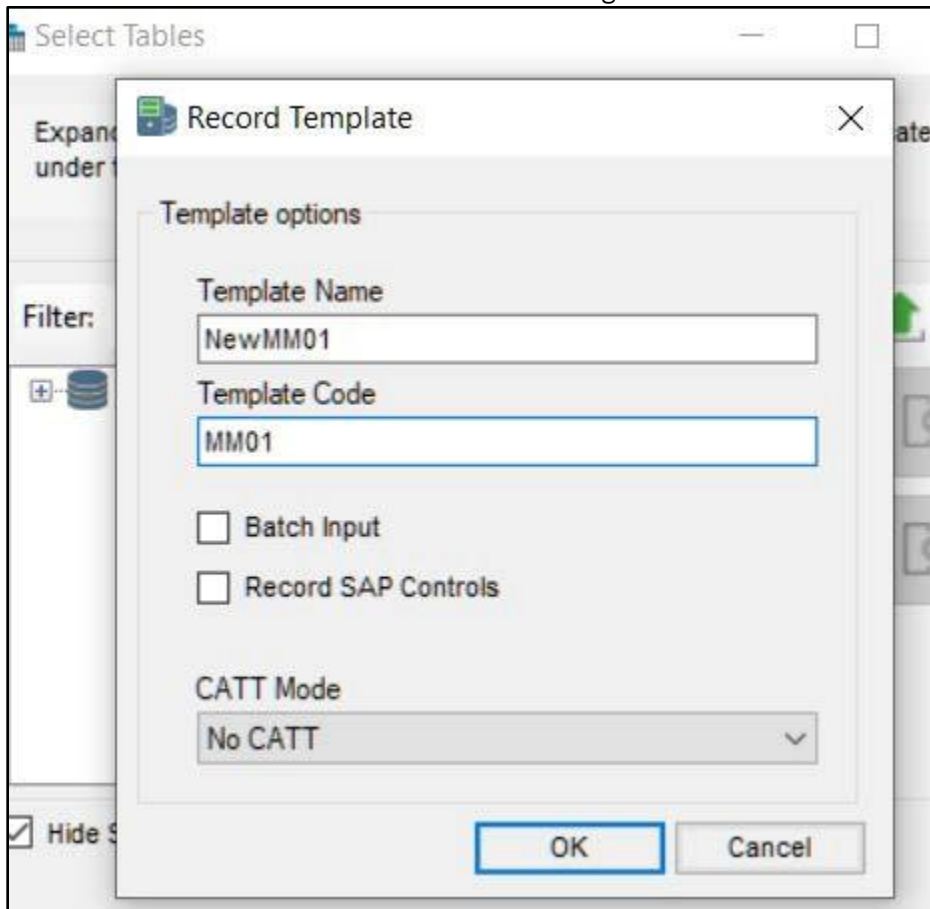 Select Tables
Record Template
Expand
ate
under t
Template options
Template Name
Filter:
NewMM01
Template Code
MM01
Batch Input
Record SAP Controls
CATT Mode
No CATT
Hide S
OK Cancel